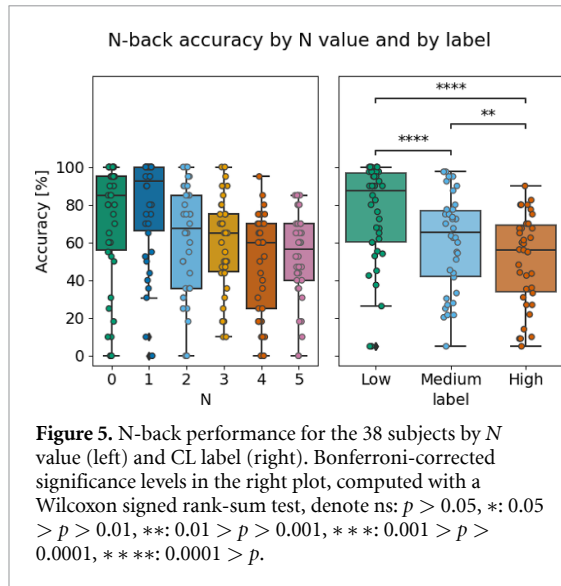 N-back accuracy by N value and by label
**** 
**
****
Accuracy [%]
100
80
60
40
20
0
0 1 2 3 4 5
N
Low Medium High
label
Figure 5. N-back performance for the 38 subjects by N
value (left) and CL label (right). Bonferroni-corrected
significance levels in the right plot, computed with a
Wilcoxon signed rank-sum test, denote ns: p > 0.05, ∗: 0.05
> p > 0.01, ∗∗: 0.01 > p > 0.001, ∗ ∗ ∗: 0.001 > p >
0.0001, ∗ ∗ ∗∗: 0.0001 > p.